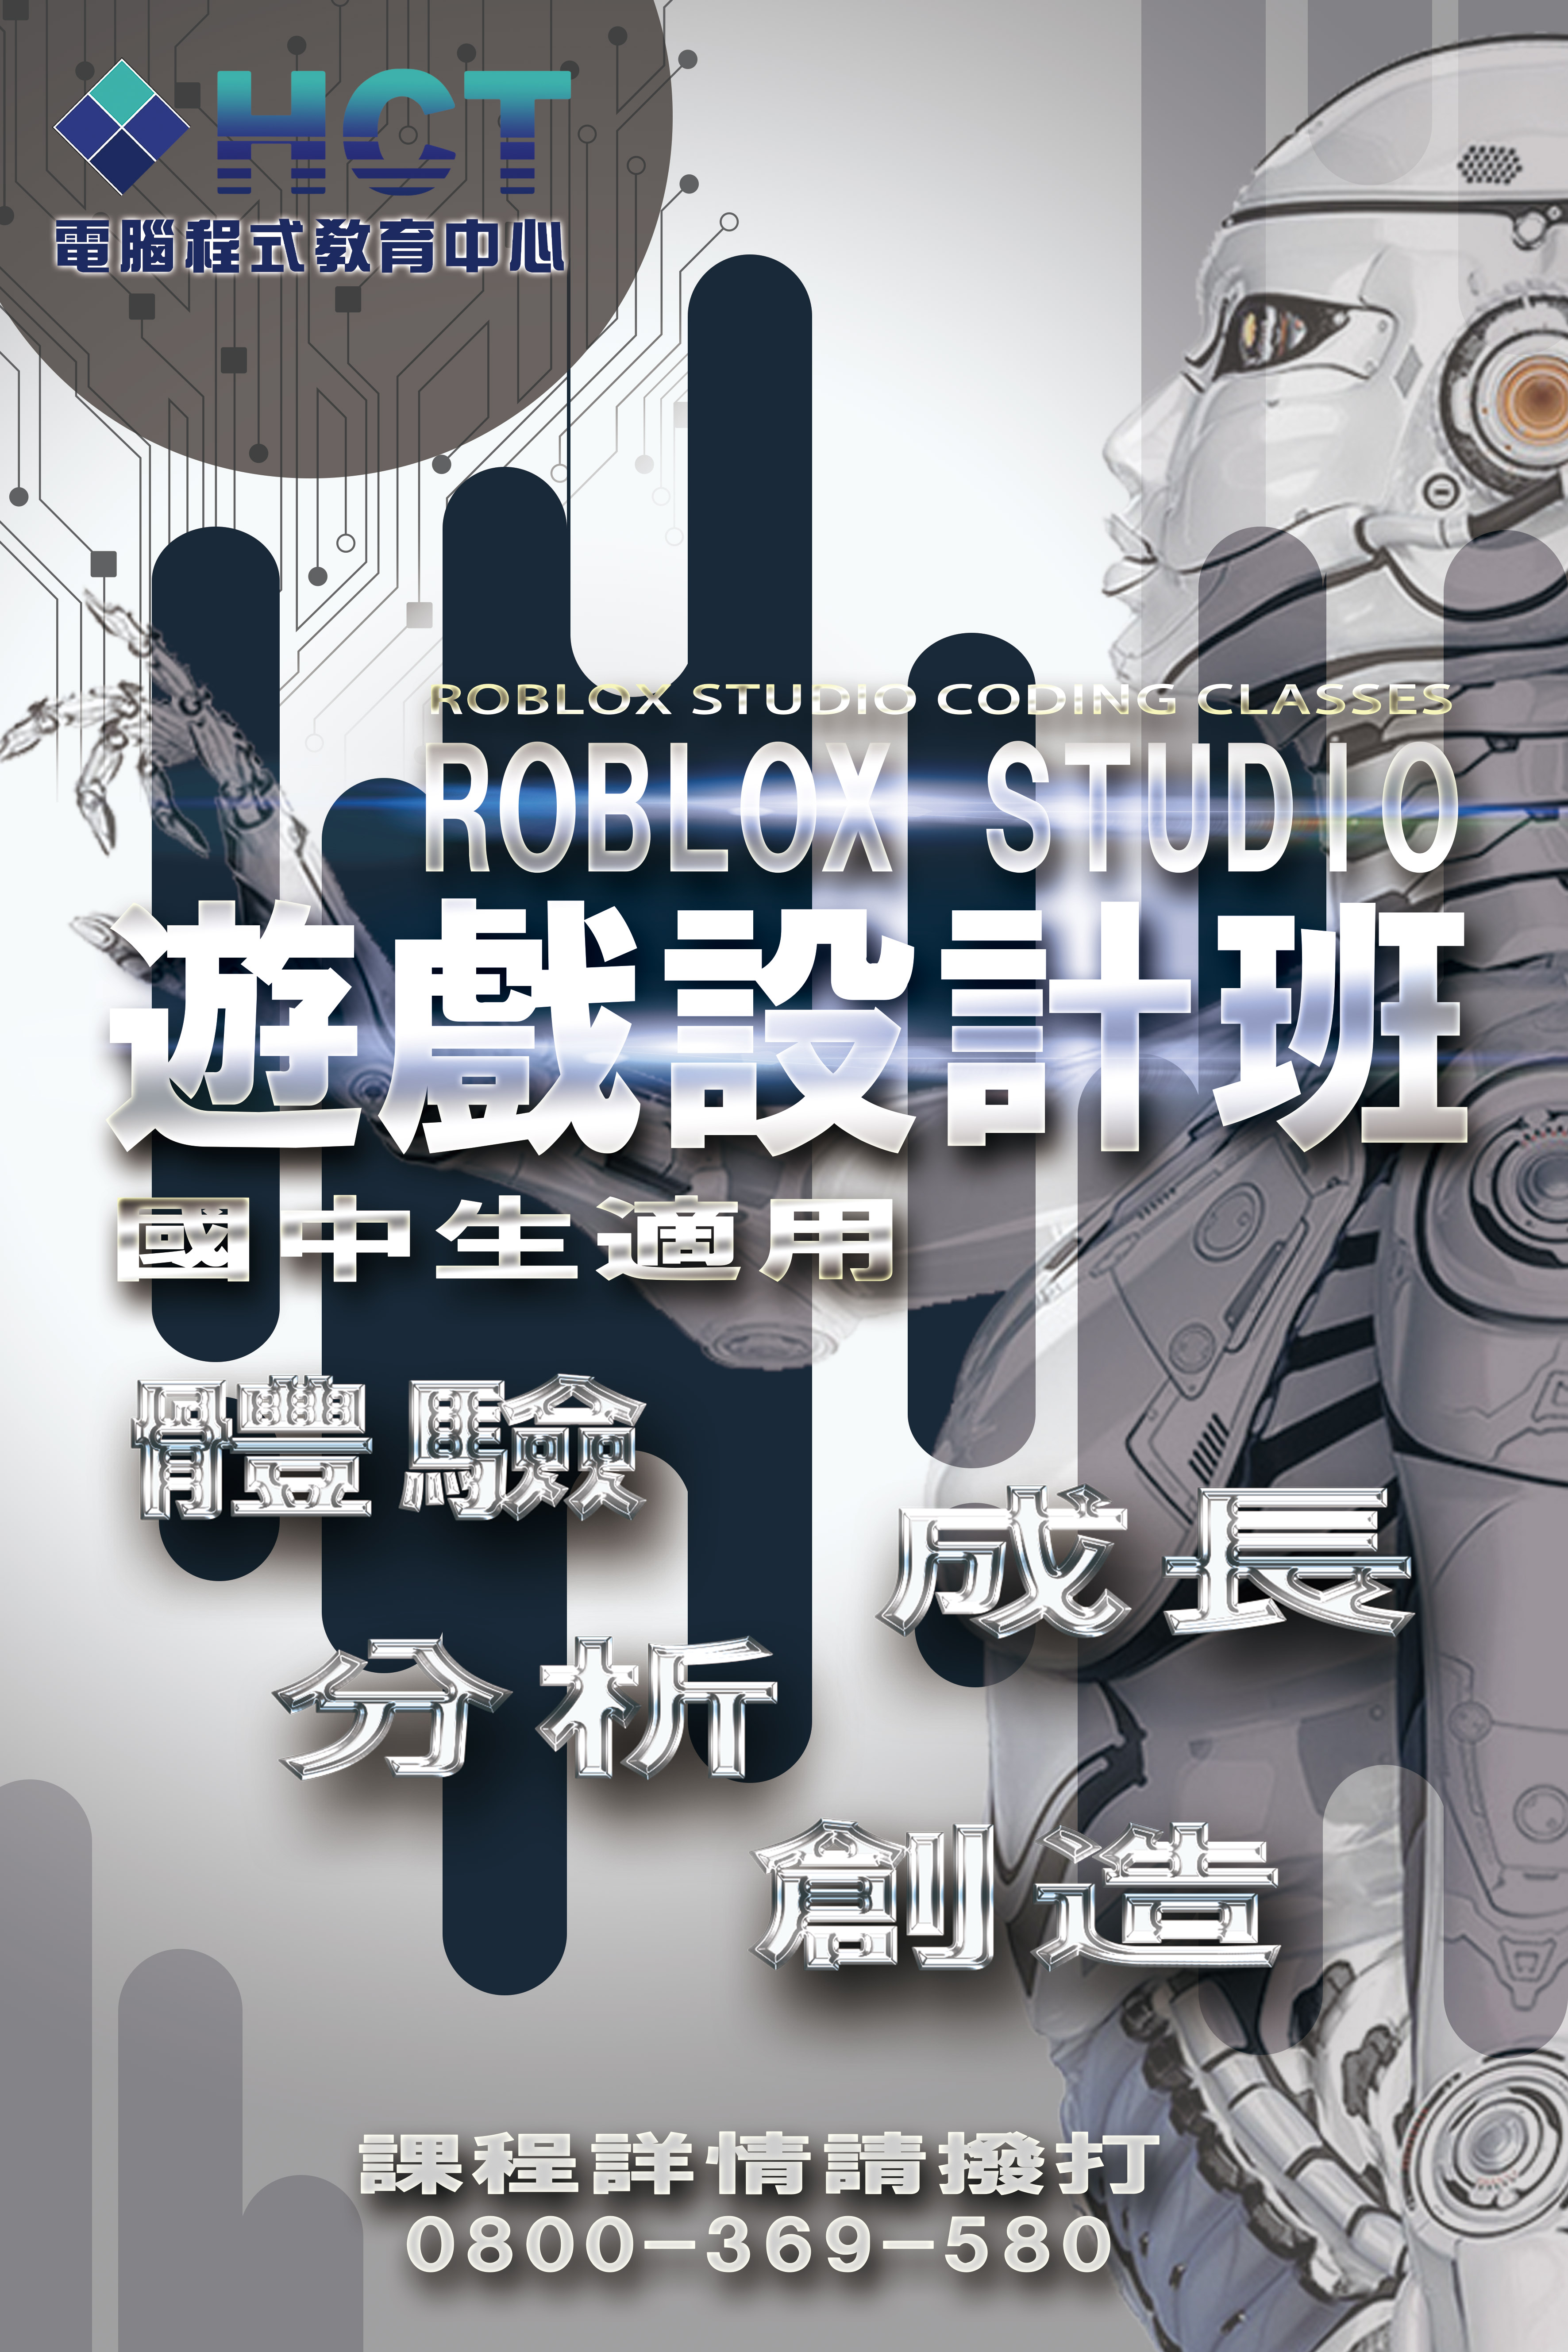 HCT
電腦程式教育中心
ROBLOX STUDIO CODING CLASSES
ROBLOX STUDIO
遊戲設計班
國中生適用
體驗
成長
分析
創造
課程詳情請撥打
0800-369-580